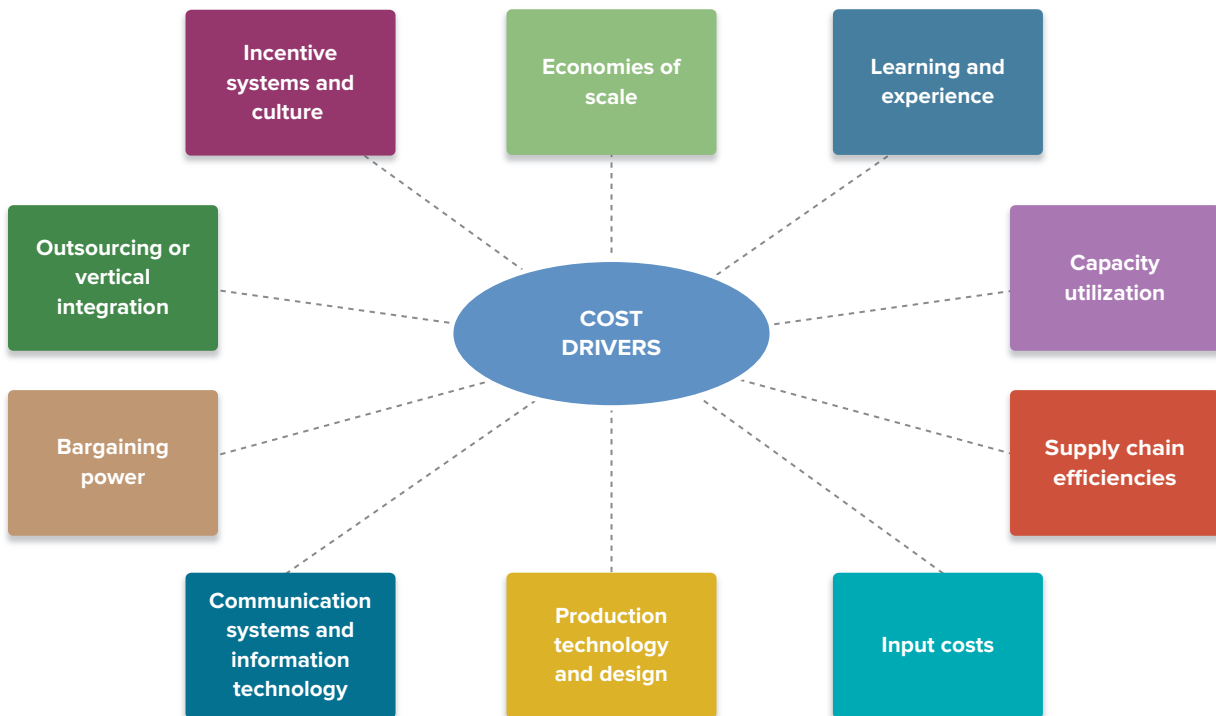 Incentive
systems and
culture
Economies of
scale
Learning and
experience
Outsourcing or
vertical
integration
Capacity
utilization
COST
DRIVERS
Bargaining
power
Supply chain
efficiencies
Communication
systems and
information
technology
Production
technology
and design
Input costs